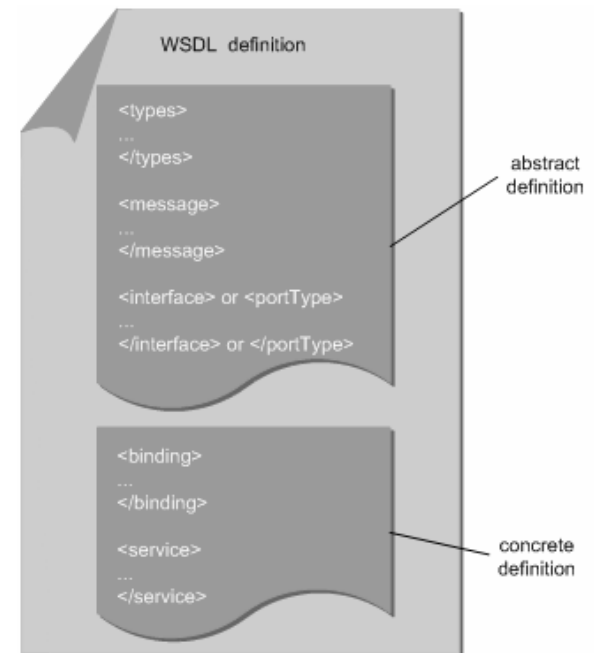 WSDL definition
<types>
...
</types>
<message>
...
</message>
<interface> or <portType>
...
</interface> or </portType>
abstract
definition
<binding>
...
</binding>
<service>
...
</service>
concrete
definition